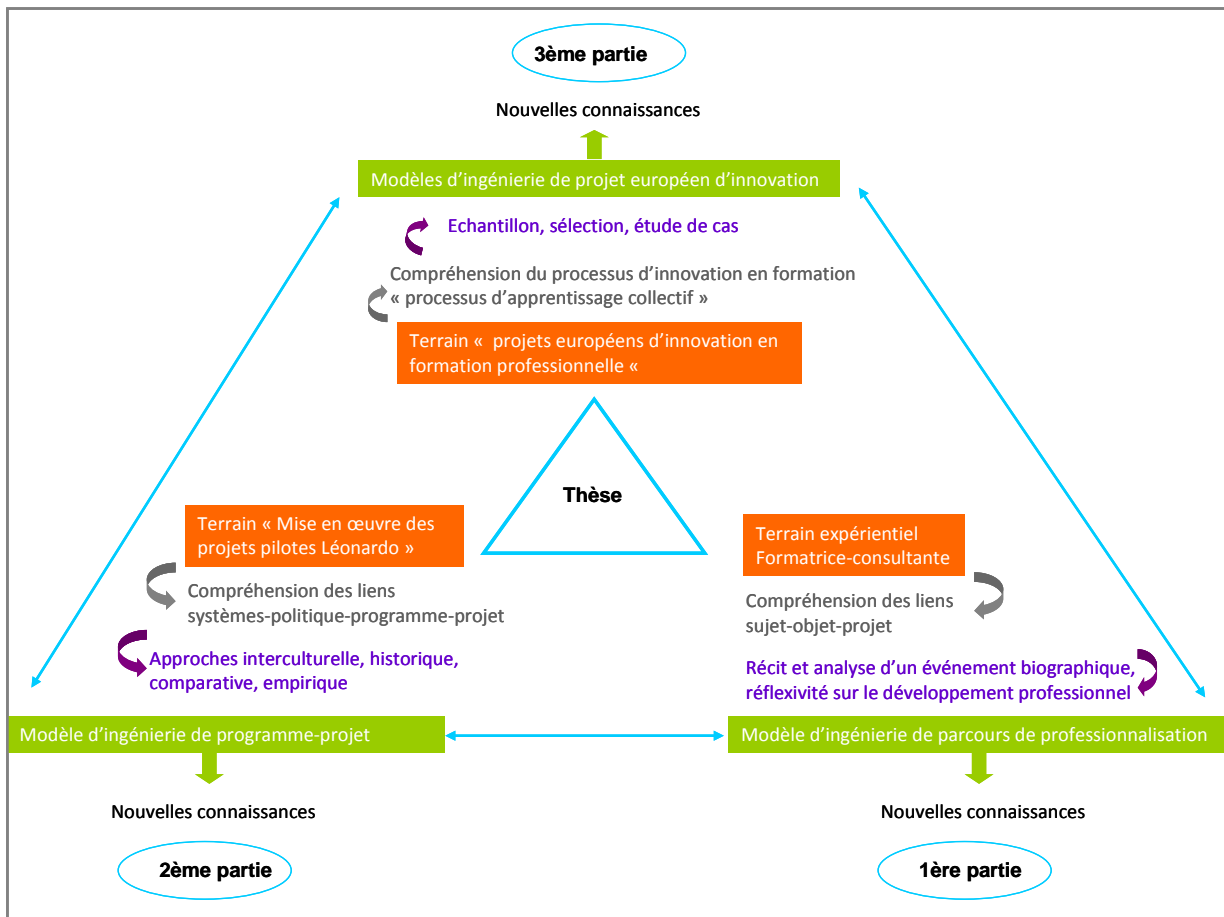 3ème partie
Nouvelles connaissances
Modèles d’ingénierie de projet européen d’innovation
Echantillon, sélection, étude de cas
Compréhension du processus d’innovation en formation
« processus d’apprentissage collectif »
Terrain « projets européens d’innovation en
formation professionnelle «
Thèse
Terrain « Mise en œuvre des
projets pilotes Léonardo »
Compréhension des liens
systèmes-politique-programme-projet
Approches interculturelle, historique,
comparative, empirique
Modèle d’ingénierie de programme-projet
Nouvelles connaissances
2ème partie
Terrain expérientiel
Formatrice-consultante
Compréhension des liens
sujet-objet-projet
Récit et analyse d’un événement biographique,
réflexivité sur le développement professionnel
Modèle d’ingénierie de parcours de professionnalisation
Nouvelles connaissances
1ère partie